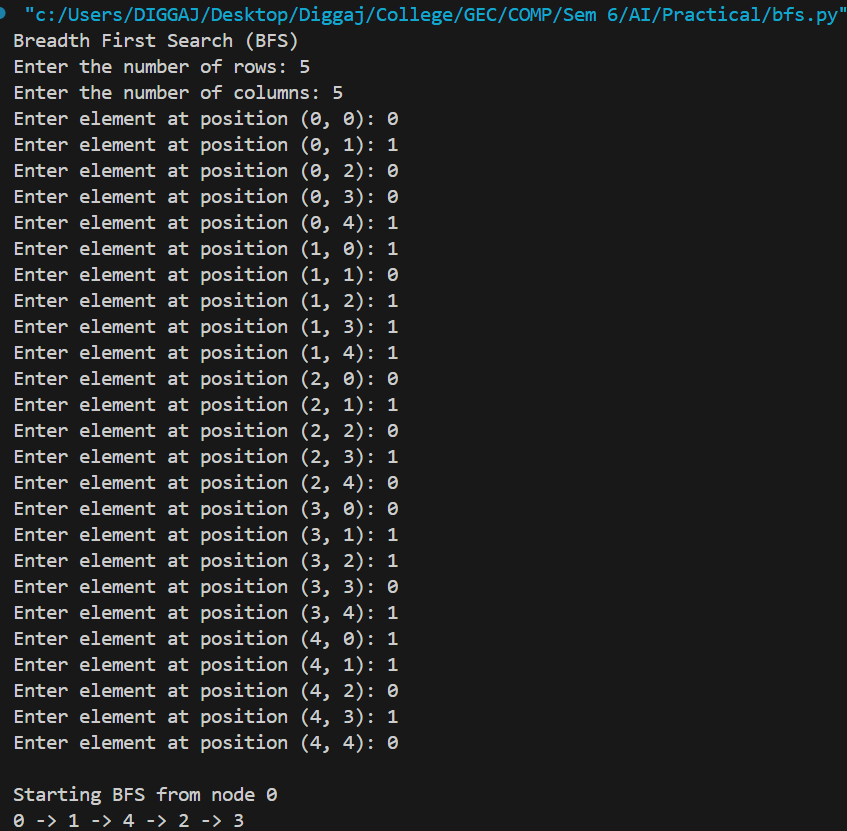 "c:/Users/DIGGAJ/Desktop/Diggaj/College/GEC/COMP/Sem 6/AI/Practical/bfs.py"
Breadth First Search (BFS)
Enter the number of rows: 5
Enter the number of columns: 5
Enter element at position (0, 0): 0
Enter element at position (0, 1): 1
Enter element at position (0, 2): 0
Enter element at position (0, 3): 0
Enter element at position (0, 4): 1
Enter element at position (1, 0): 1
Enter element at position (1, 1): 0
Enter element at position (1, 2): 1
Enter element at position (1, 3): 1
Enter element at position (1, 4): 1
Enter element at position (2, 0): 0
Enter element at position (2, 1): 1
Enter element at position (2, 2): 0
Enter element at position (2, 3): 1
Enter element at position (2, 4): 0
Enter element at position (3, 0): 0
Enter element at position (3, 1): 1
Enter element at position (3, 2): 1
Enter element at position (3, 3): 0
Enter element at position (3, 4): 1
Enter element at position (4, 0): 1
Enter element at position (4, 1): 1
Enter element at position (4, 2): 0
Enter element at position (4, 3): 1
Enter element at position (4, 4): 0
Starting BFS from node 0
0 -> 1 -> 4 -> 2 -> 3